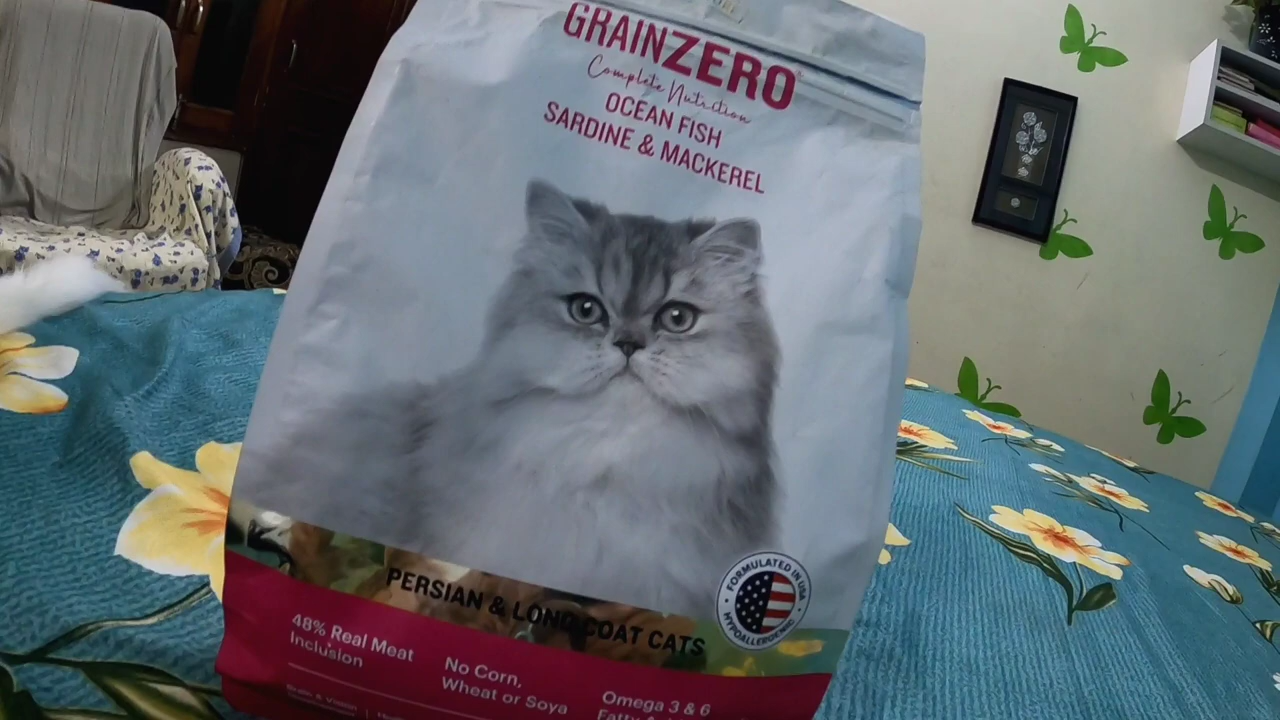 GRAINZERO
Complete Nutrition
OCEAN FISH
SARDINE & MACKEREL
FORMULATED IN USA
HYPOALLERGENIC
PERSIAN & LONG COAT CATS
48% Real Meat
Inclusion
No Corn,
Wheat or Soya
Omega 3 & 6